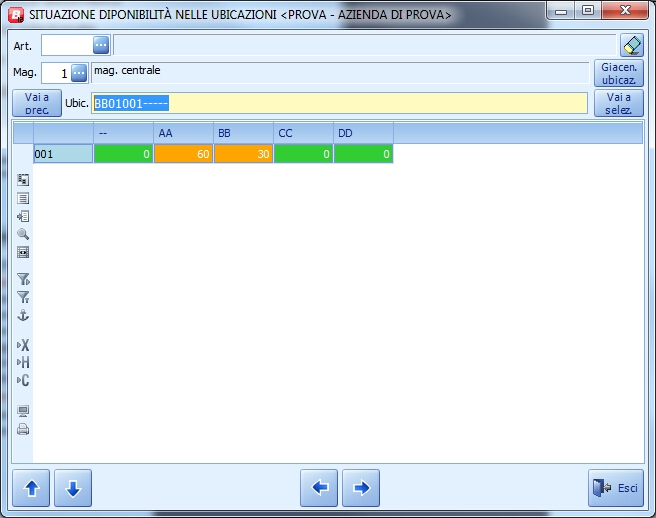 SITUAZIONE DIPONIBILITÀ NELLE UBICAZIONI <PROVA - AZIENDA DI PROVA>
Art. ...
Mag. 1 ... mag. centrale
Giacen. ubicaz.
Vai a prec.
Ubic. BB01001-----
Vai a selez.
-- AA BB CC DD
001 0 60 30 0 0
X
H
C
Esci